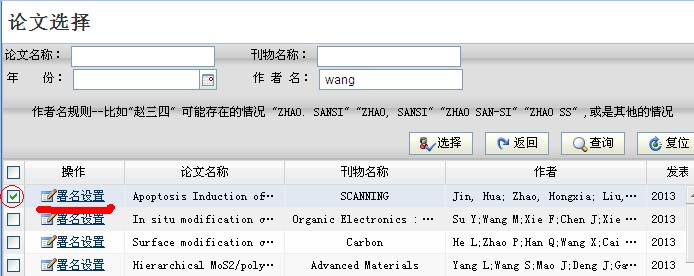 论文选择
论文名称： 刊物名称：
年 份： 作 者 名： wang
作者名规则--比如"赵三四" 可能存在的情况 "ZHAO. SANSI" "ZHAO, SANSI" "ZHAO SAN-SI" "ZHAO SS" ,或是其他的情况
选择 返回 查询 复位
操作 论文名称 刊物名称 作者 发表
署名设置 Apoptosis Induction of… SCANNING Jin, Hua; Zhao, Hongxia; Liu,… 2013
署名设置 In situ modification o… Organic Electronics : … Su Y;Wang M;Xie F;Chen J;Xie … 2013
署名设置 Surface modification o… Carbon He L;Zhao P;Han Q;Wang X;Cai … 2013
署名设置 Hierarchical MoS2/poly… Advanced Materials Yang L;Wang S;Mao J;Deng J;Ga… 2013